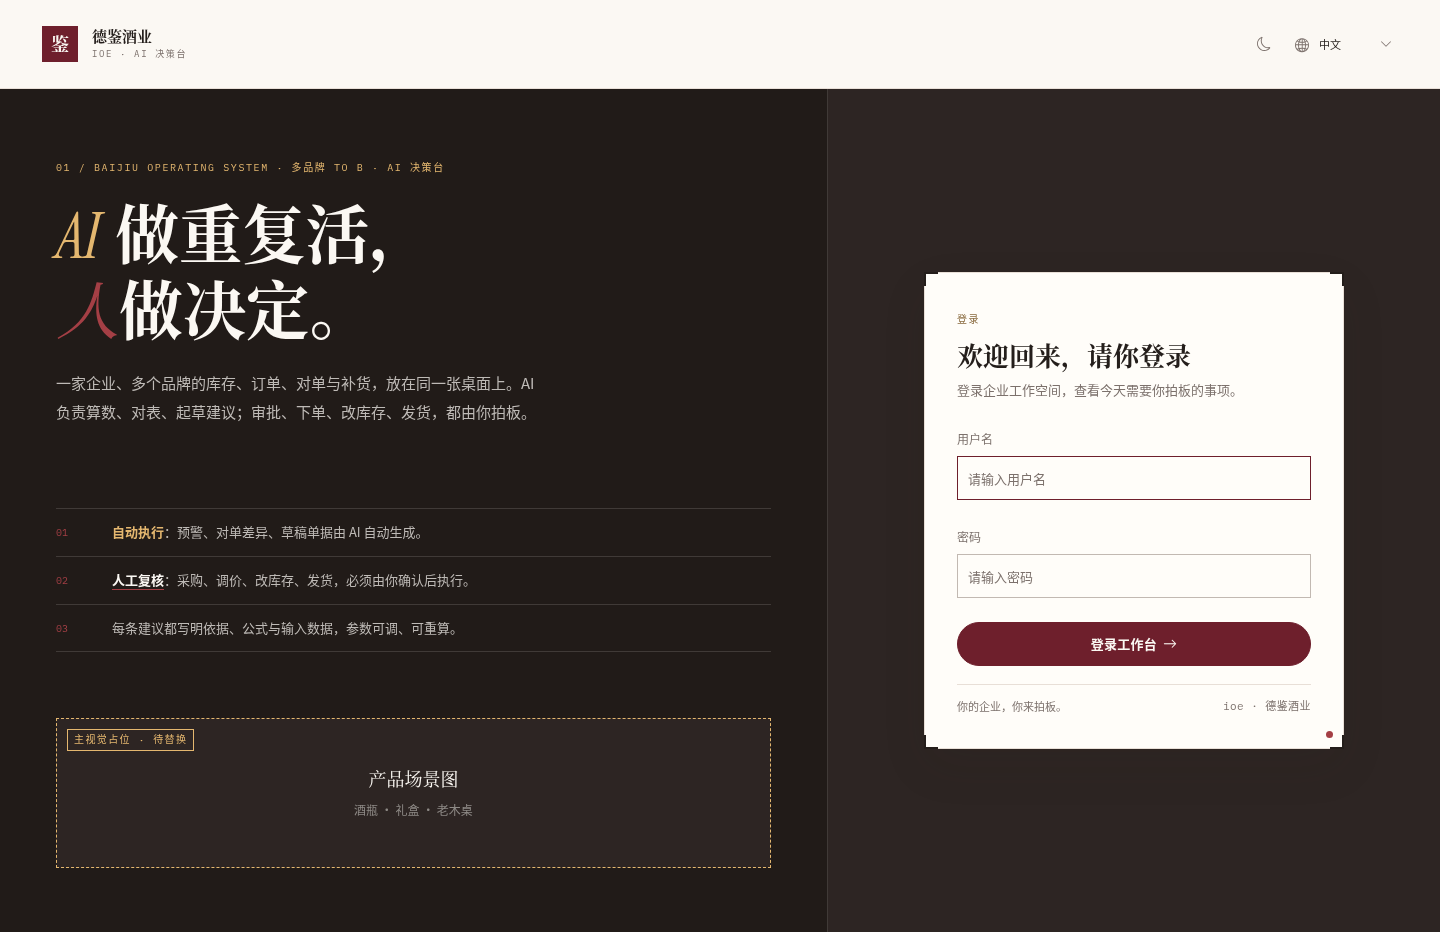 鉴
德鉴酒业
IOE · AI 决策台
中文
01 / BAIJIU OPERATING SYSTEM · 多品牌 TO B · AI 决策台
AI 做重复活，
人做决定。
一家企业、多个品牌的库存、订单、对单与补货，放在同一张桌面上。AI
负责算数、对表、起草建议；审批、下单、改库存、发货，都由你拍板。
01 自动执行：预警、对单差异、草稿单据由 AI 自动生成。
02 人工复核：采购、调价、改库存、发货，必须由你确认后执行。
03 每条建议都写明依据、公式与输入数据，参数可调、可重算。
主视觉占位 · 待替换
产品场景图
酒瓶 · 礼盒 · 老木桌
登录
欢迎回来，请你登录
登录企业工作空间，查看今天需要你拍板的事项。
用户名
请输入用户名
密码
请输入密码
登录工作台 →
你的企业，你来拍板。
ioe · 德鉴酒业